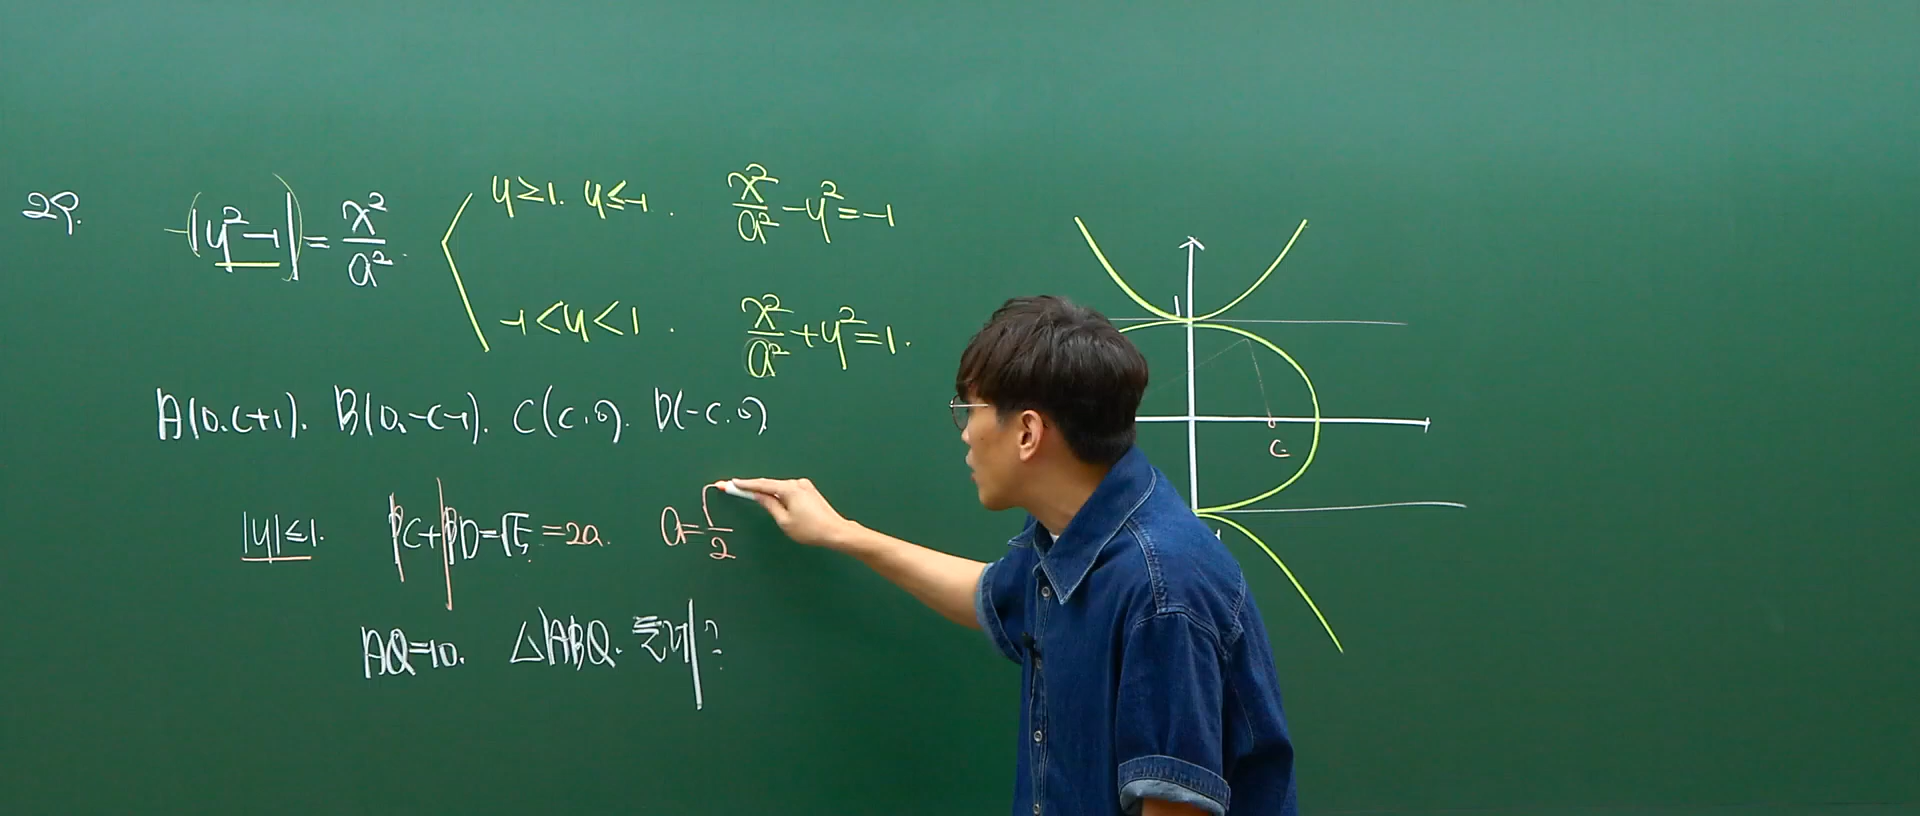 29.
|y²-1| = x²/a²
y≥1. y≤-1. x²/a² - y² = -1
-1<y<1. x²/a² + y² = 1.
A(0.c+1). B(0.-c-1). C(c.0). D(-c.0)
|y|≤1. PC+PD=√5 =2a. a=√ /2
AQ=10. △ABQ. 둘레?
1
c